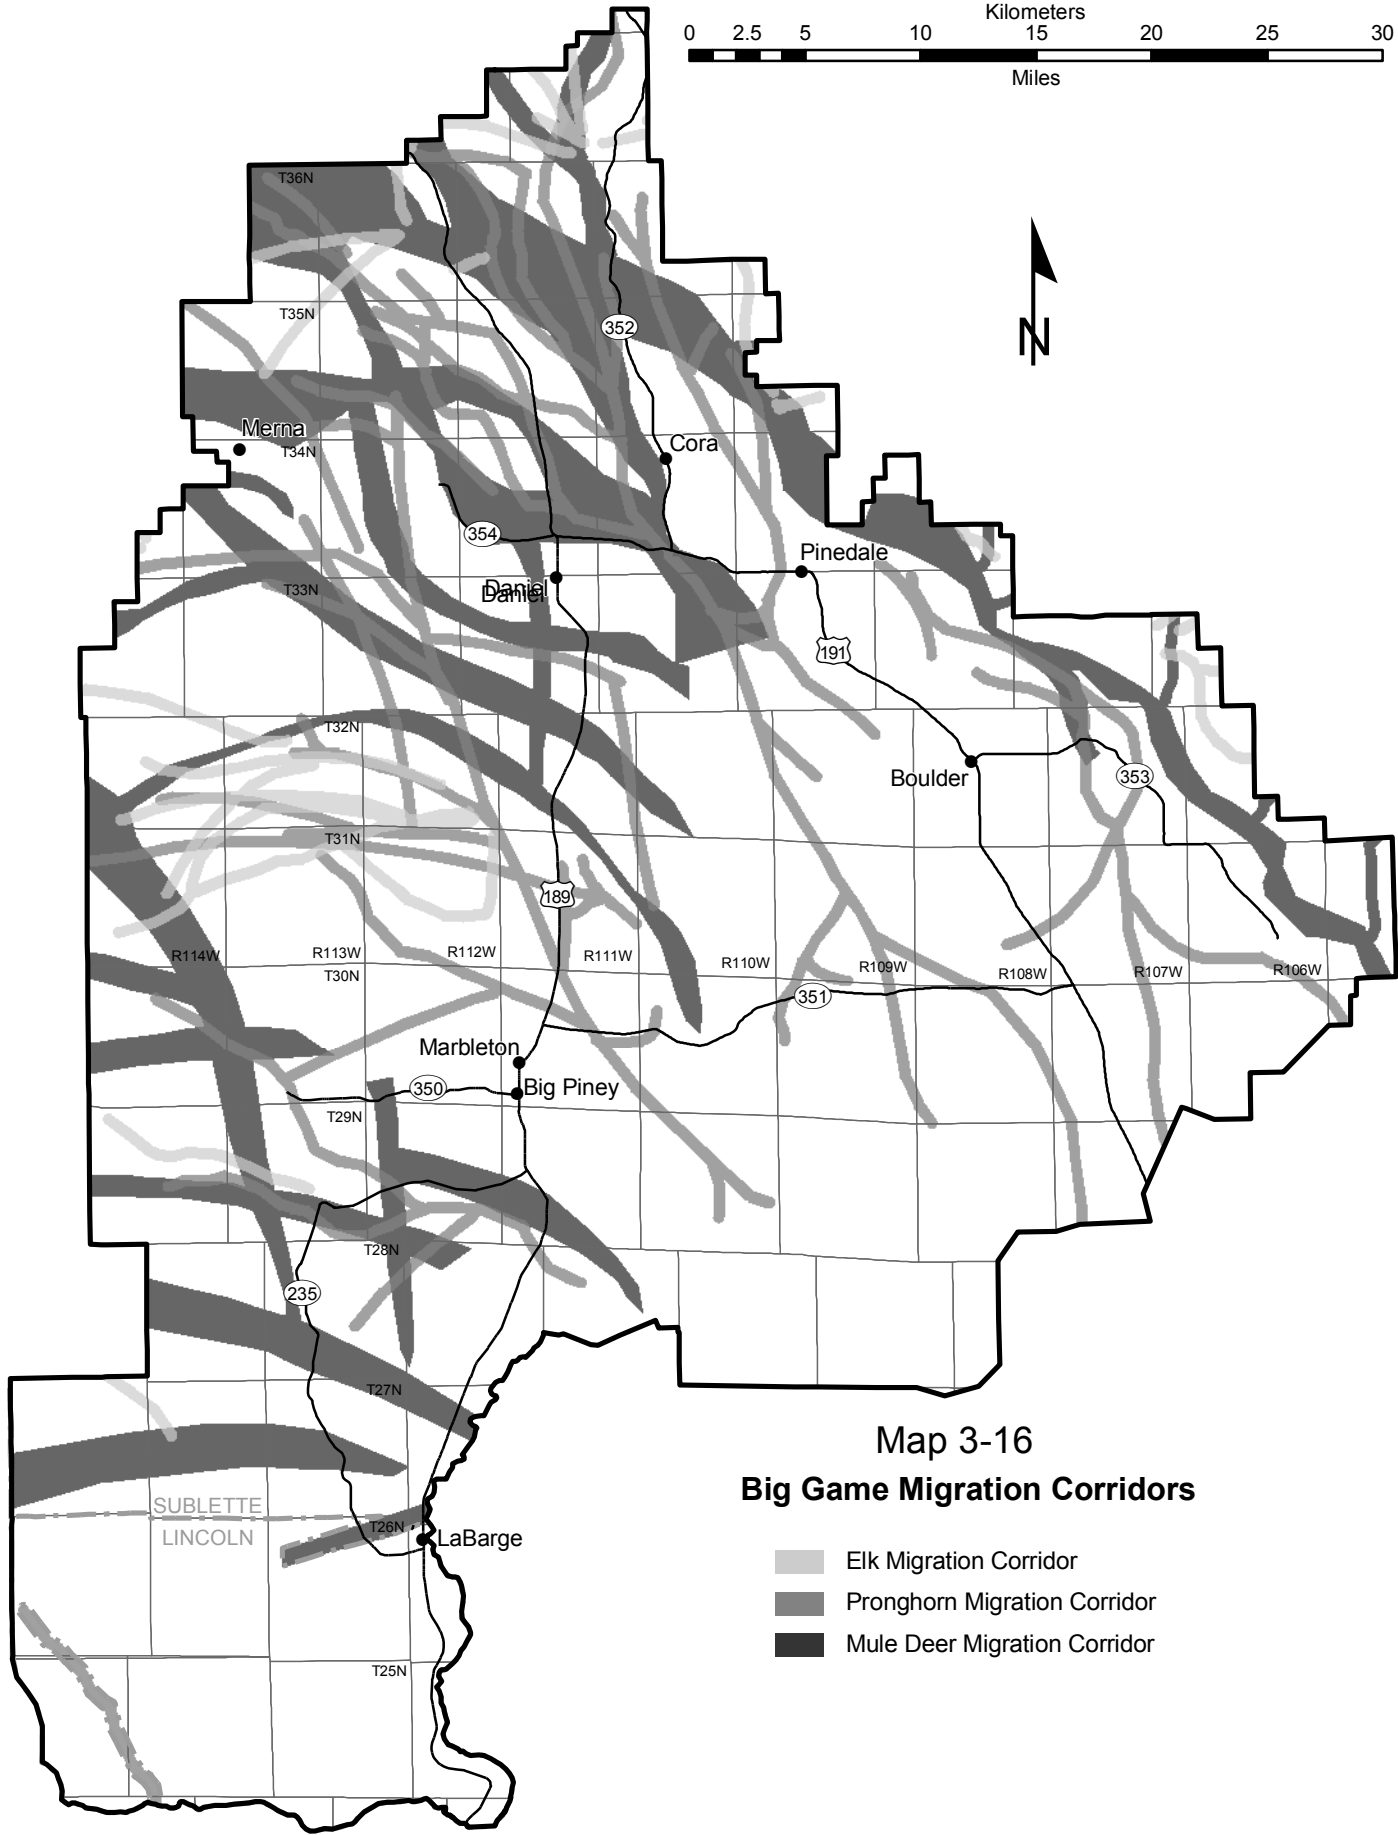 Kilometers
0 2.5 5 10 15 20 25 30
Miles
T36N
N
T35N
352
Merna
T34N
Cora
354
Pinedale
Daniel
Daniel
T33N
191
T32N
Boulder
353
T31N
189
R114W R113W R112W R111W R110W R109W R108W R107W R106W
T30N
351
Marbleton
350
Big Piney
T29N
T28N
235
T27N
Map 3-16
Big Game Migration Corridors
SUBLETTE
LINCOLN
T26N
LaBarge
Elk Migration Corridor
Pronghorn Migration Corridor
Mule Deer Migration Corridor
T25N